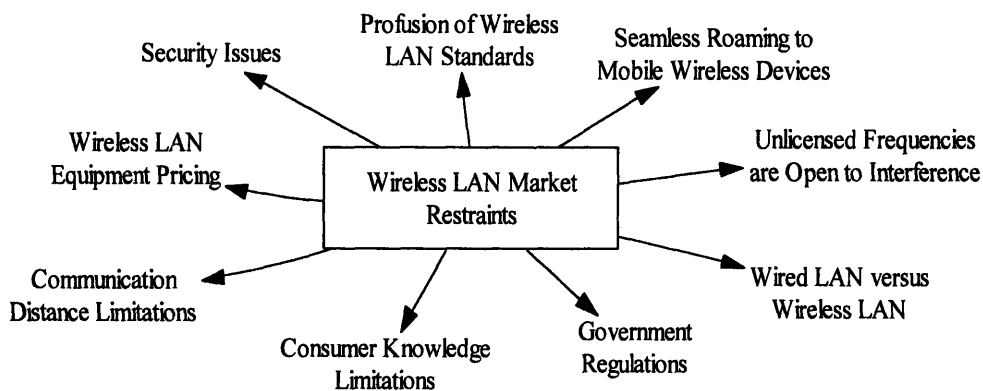 Profusion of Wireless
LAN Standards
Security Issues
Seamless Roaming to
Mobile Wireless Devices
Wireless LAN
Equipment Pricing
Unlicensed Frequencies
are Open to Interference
Wireless LAN Market
Restraints
Communication
Distance Limitations
Wired LAN versus
Wireless LAN
Consumer Knowledge
Limitations
Government
Regulations